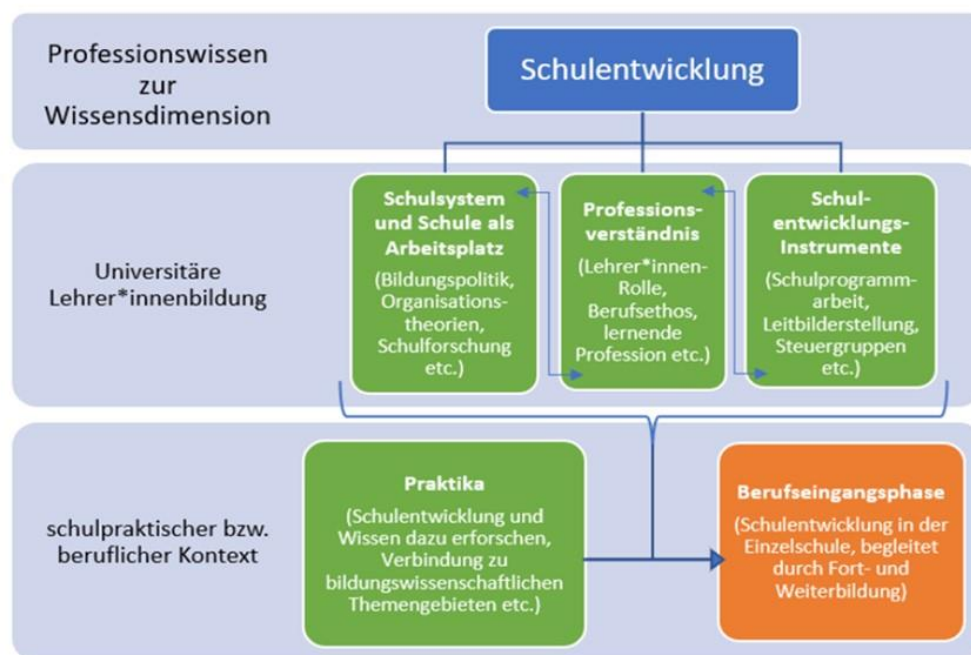 Professionswissen
zur
Wissensdimension
Schulentwicklung
Universitäre
Lehrer*innenbildung
Schulsystem
und Schule als
Arbeitsplatz
(Bildungspolitik,
Organisations-
theorien,
Schulforschung
etc.)
Professions-
verständnis
(Lehrer*innen-
Rolle,
Berufsethos,
lernende
Profession etc.)
Schul-
entwicklungs-
Instrumente
(Schulprogramm-
arbeit,
Leitbilderstellung,
Steuergruppen
etc.)
schulpraktischer bzw.
beruflicher Kontext
Praktika
(Schulentwicklung und
Wissen dazu erforschen,
Verbindung zu
bildungswissenschaftlichen
Themengebieten etc.)
Berufseingangsphase
(Schulentwicklung in der
Einzelschule, begleitet
durch Fort- und
Weiterbildung)